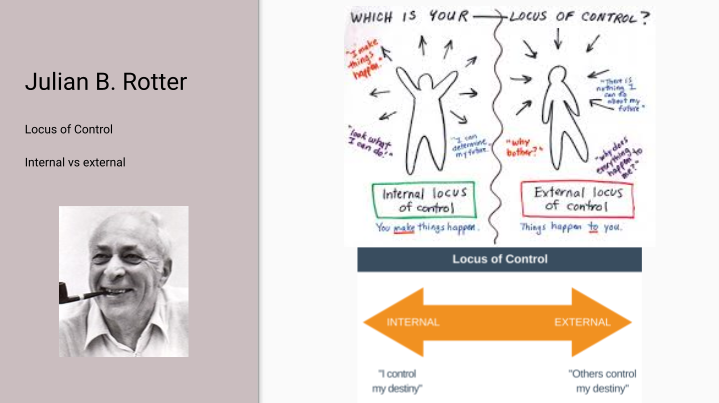 Julian B. Rotter
Locus of Control
Internal vs external
WHICH IS YOUR LOCUS OF CONTROL?
"I make
things
happen."
"look what
I can do!"
"I can
determine
my future."
Internal locus
of control
You make things happen.
"There is
nothing I
can do
about my
future"
"why
bother?"
"why does
everything
happen to
me?"
External locus
of control
Things happen to you.
Locus of Control
INTERNAL
EXTERNAL
"I control
my destiny"
"Others control
my destiny"